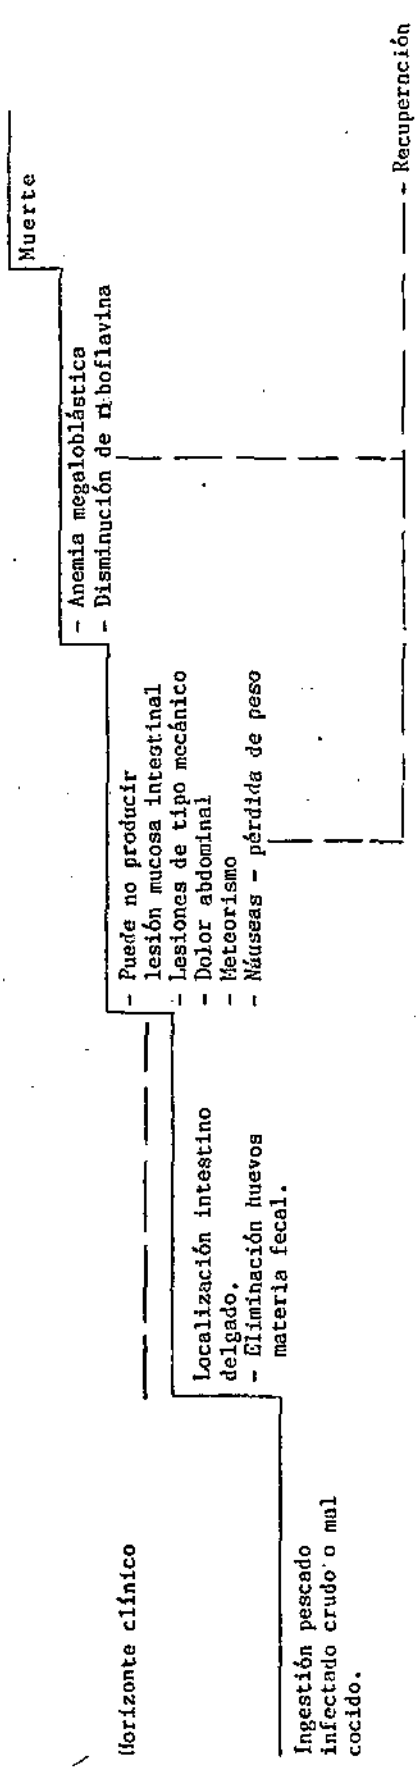 Horizonte clínico
Ingestión pescado
infectado crudo o mal
cocido.
Localización intestino
delgado.
- Eliminación huevos
materia fecal.
- Puede no producir
lesión mucosa intestinal
- Lesiones de tipo mecánico
- Dolor abdominal
- Meteorismo
- Náuseas - pérdida de peso
- Anemia megaloblástica
- Disminución de riboflavina
Muerte
Recuperación